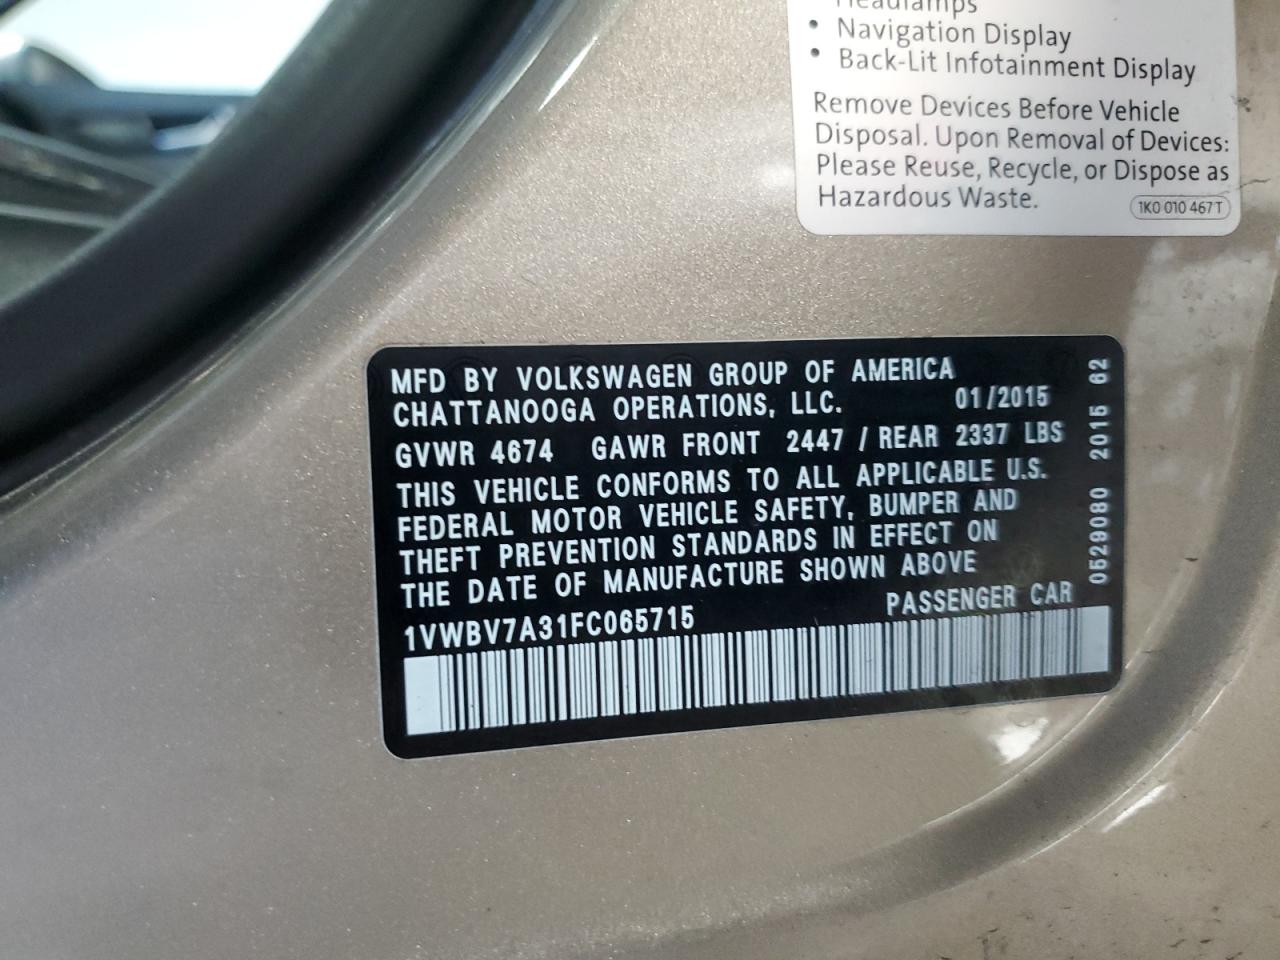 Headlamps
• Navigation Display
• Back-Lit Infotainment Display
Remove Devices Before Vehicle
Disposal. Upon Removal of Devices:
Please Reuse, Recycle, or Dispose as
Hazardous Waste.
1K0 010 467 T
MFD BY VOLKSWAGEN GROUP OF AMERICA
CHATTANOOGA OPERATIONS, LLC. 01/2015
GVWR 4674 GAWR FRONT 2447 / REAR 2337 LBS
THIS VEHICLE CONFORMS TO ALL APPLICABLE U.S.
FEDERAL MOTOR VEHICLE SAFETY, BUMPER AND
THEFT PREVENTION STANDARDS IN EFFECT ON
THE DATE OF MANUFACTURE SHOWN ABOVE
1VWBV7A31FC065715 PASSENGER CAR
0529080 2015 62